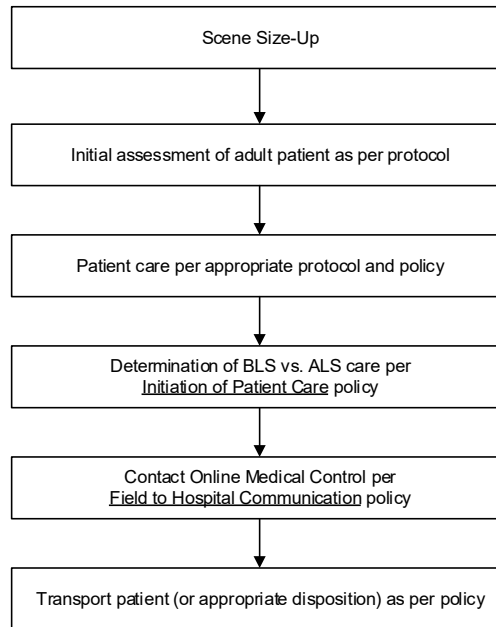 Scene Size-Up
Initial assessment of adult patient as per protocol
Patient care per appropriate protocol and policy
Determination of BLS vs. ALS care per
Initiation of Patient Care policy
Contact Online Medical Control per
Field to Hospital Communication policy
Transport patient (or appropriate disposition) as per policy